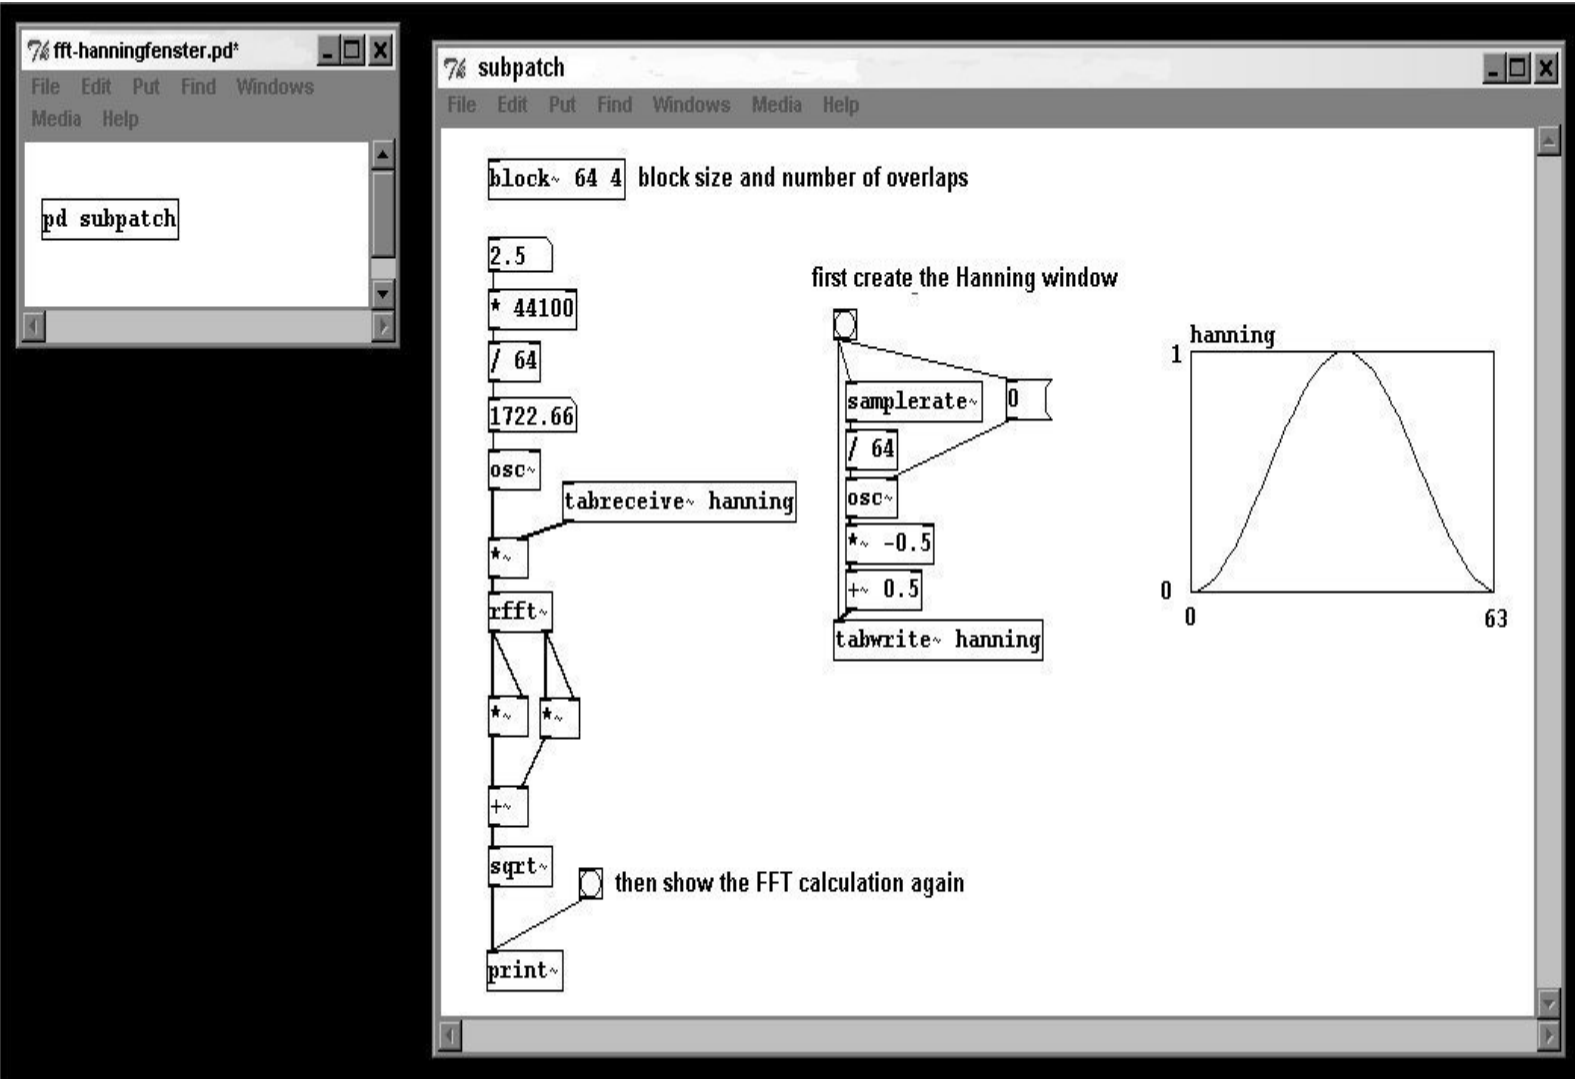 fft-hanningfenster.pd*
File Edit Put Find Windows
Media Help
pd subpatch
subpatch
File Edit Put Find Windows Media Help
block~ 64 4 block size and number of overlaps
2.5
* 44100
/ 64
1722.66
osc~
tabreceive~ hanning
*~
rfft~
*~ *~
+~
sqrt~
then show the FFT calculation again
print~
first create the Hanning window
samplerate~ 0
/ 64
osc~
*~ -0.5
+~ 0.5
tabwrite~ hanning
hanning
1
0
0 63